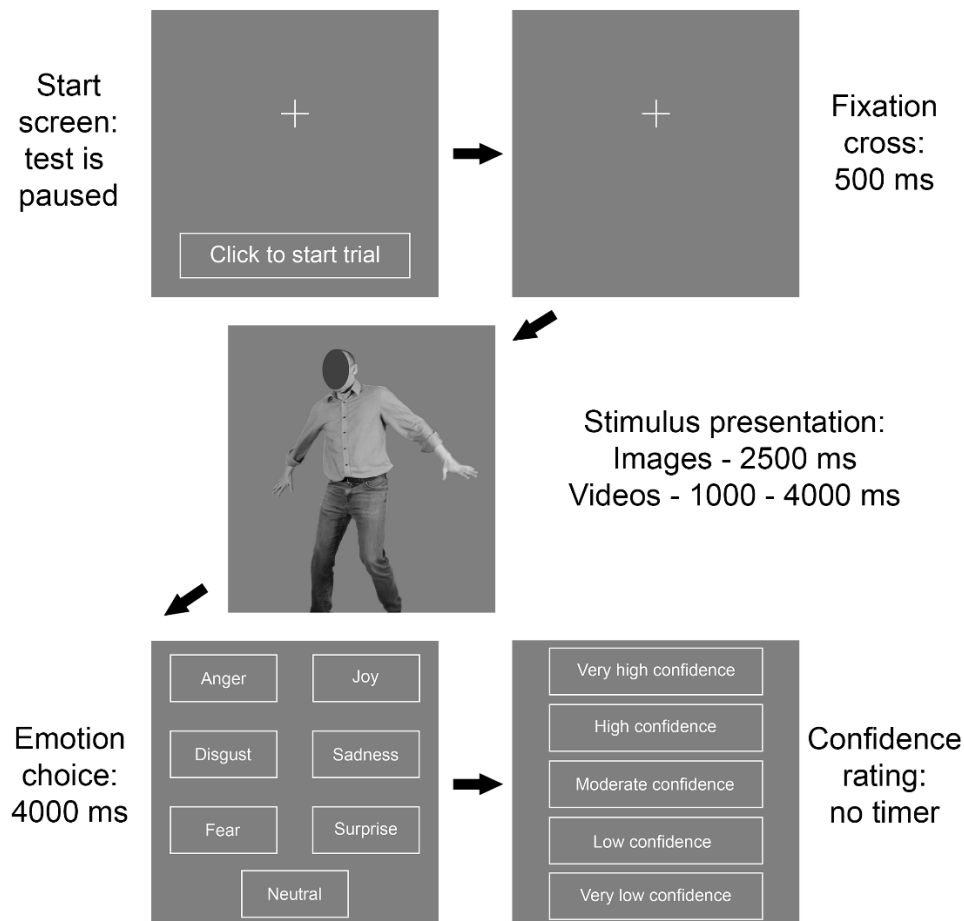 Start
screen:
test is
paused
Click to start trial
Fixation
cross:
500 ms
Stimulus presentation:
Images - 2500 ms
Videos - 1000 - 4000 ms
Emotion
choice:
4000 ms
Anger
Joy
Disgust
Sadness
Fear
Surprise
Neutral
Very high confidence
High confidence
Moderate confidence
Low confidence
Very low confidence
Confidence
rating:
no timer